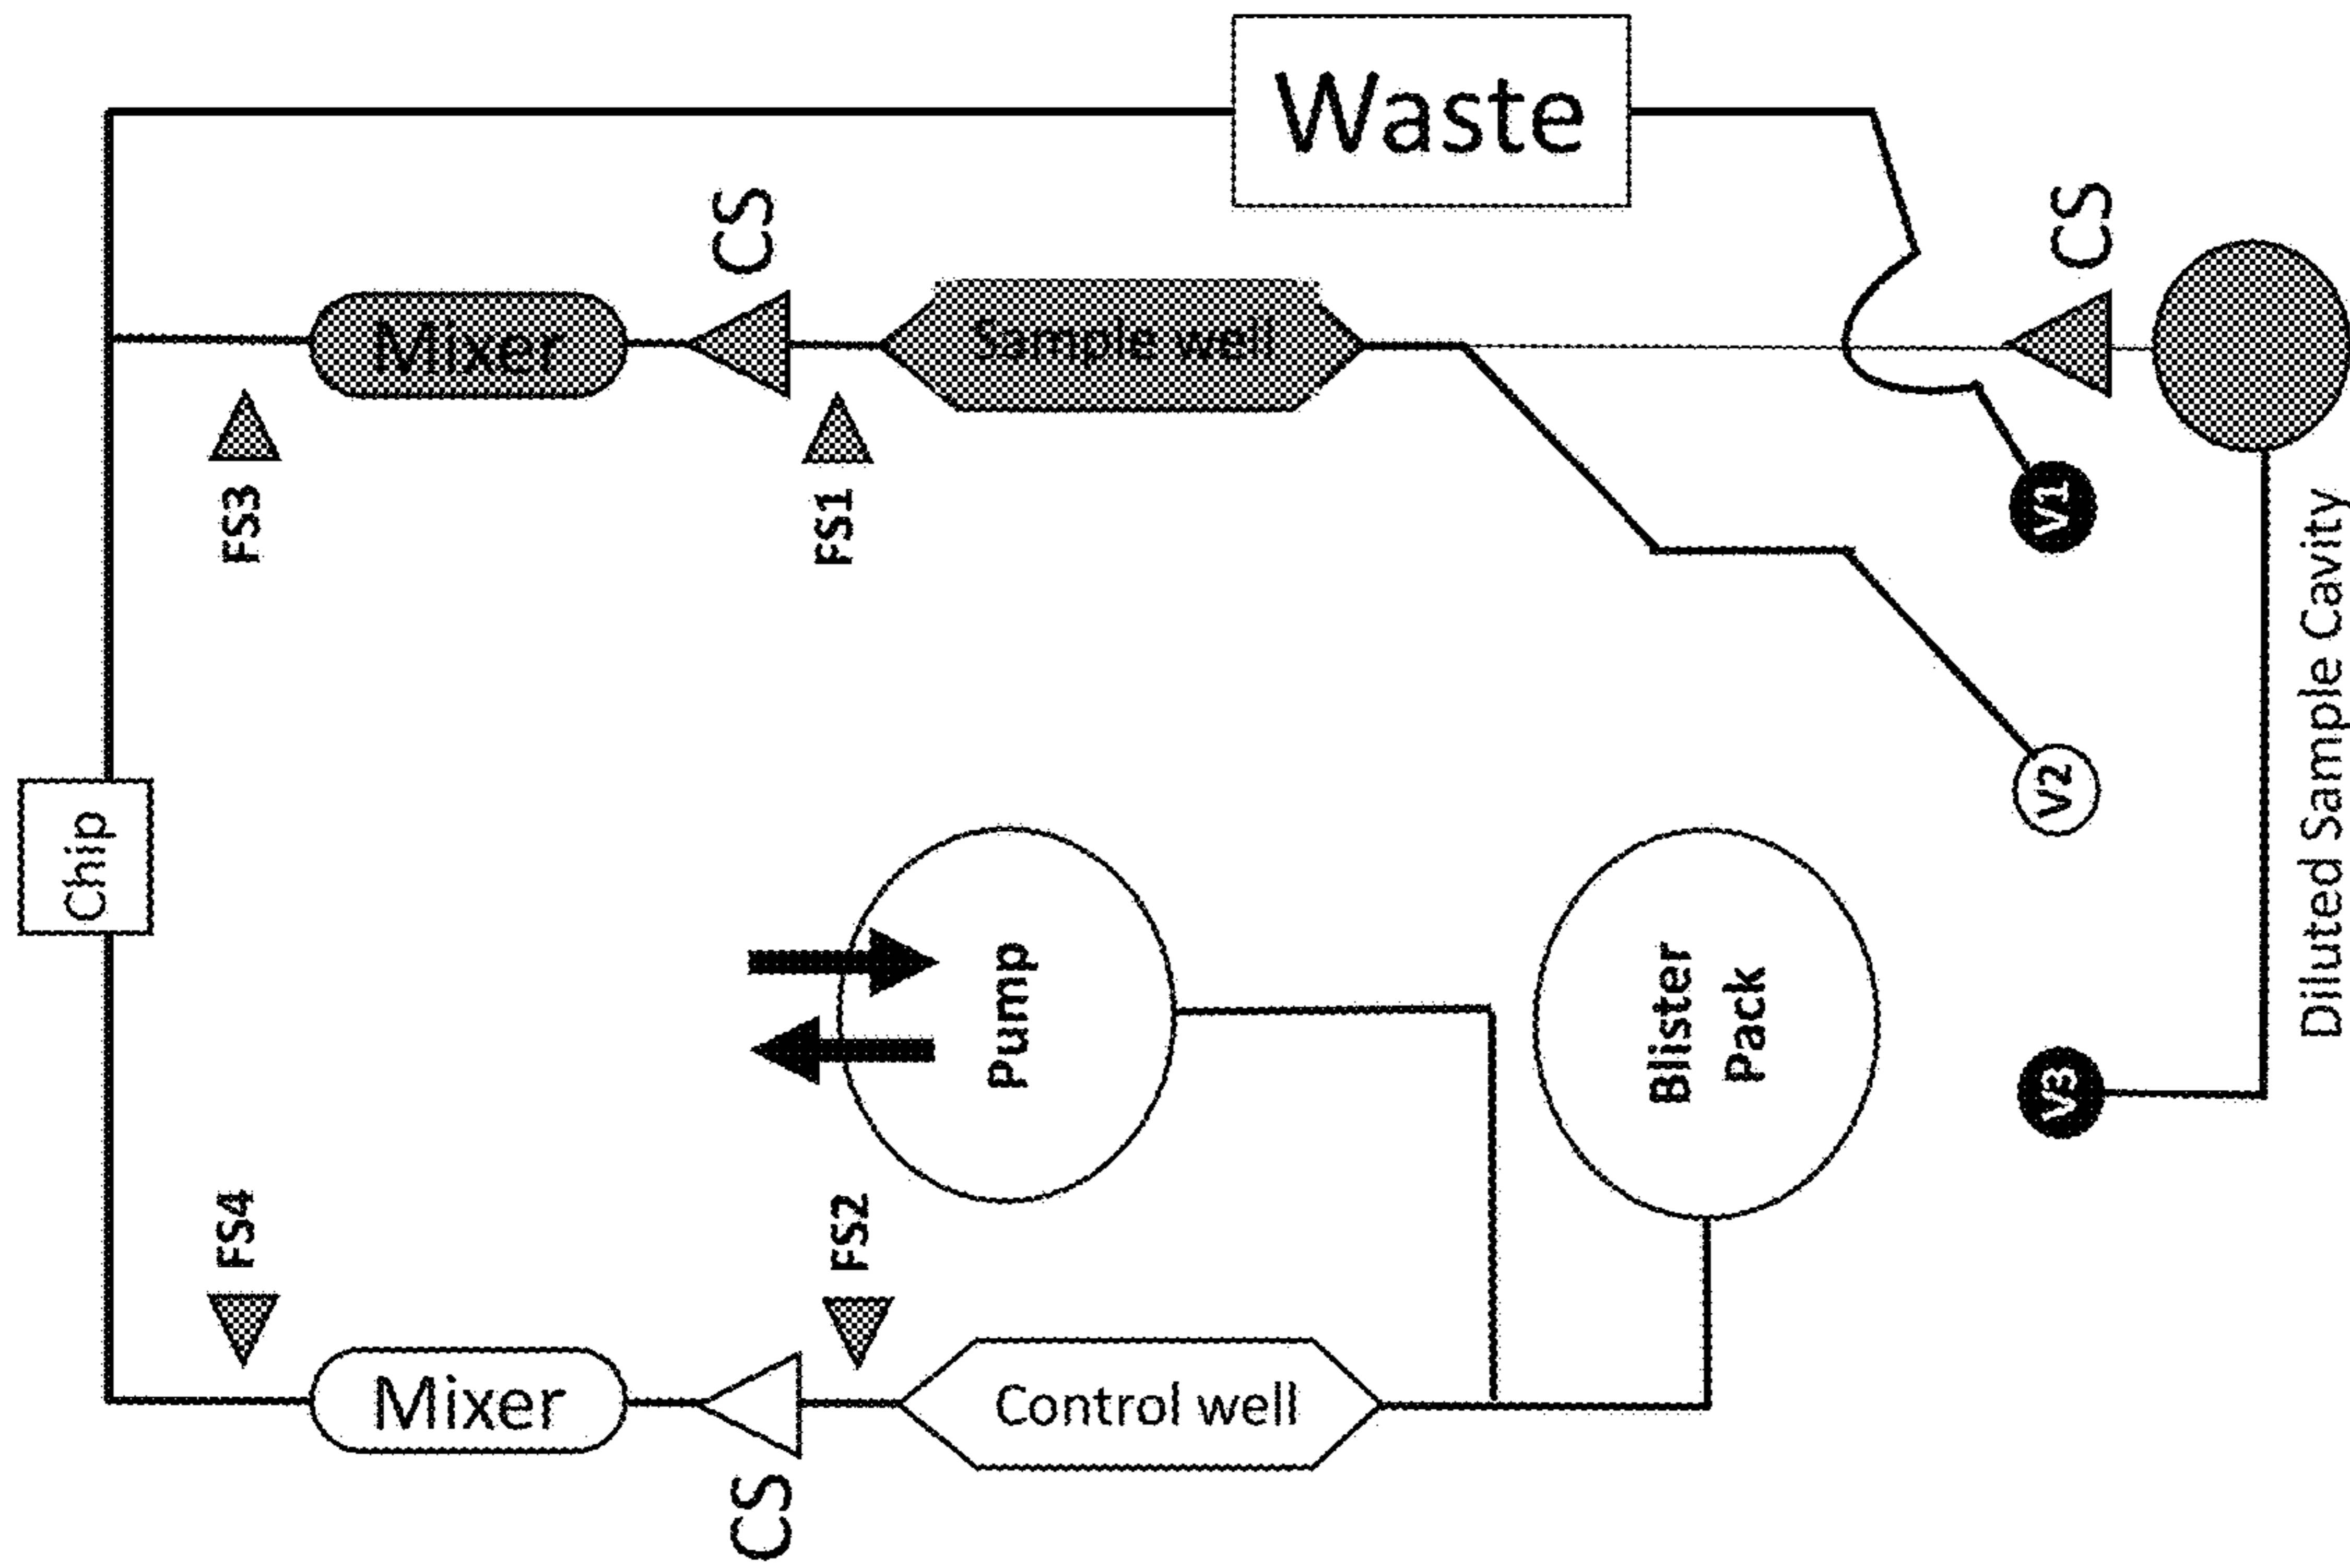 Waste
CS
CS
Mixer
Sample well
FS3
FS1
V1
Diluted Sample Cavity
V2
Chip
Pump
Blister
Pack
V3
FS4
FS2
Mixer
Control well
CS